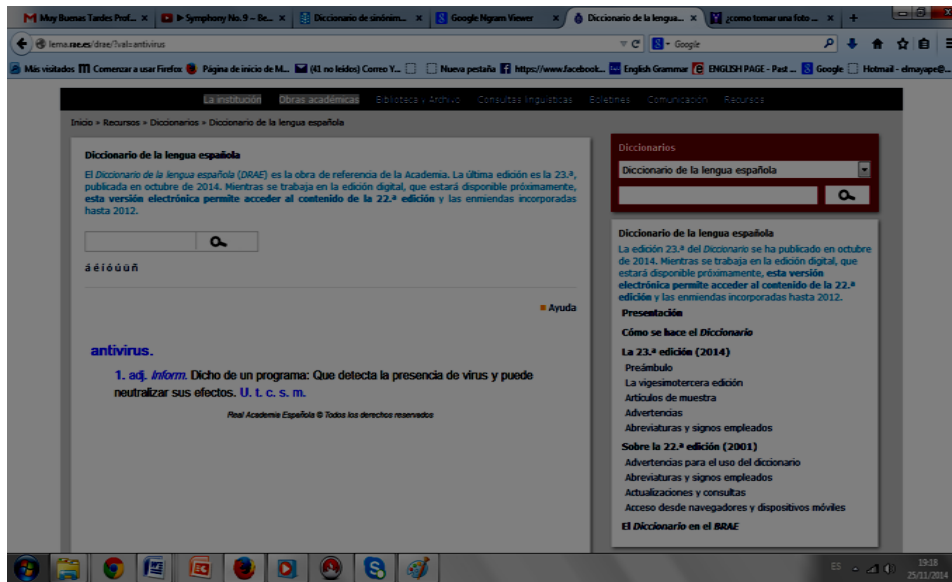 Muy Buenas Tardes Prof... ×
Symphony No. 9 – Be... ×
Diccionario de sinónim... ×
Google Ngram Viewer ×
Diccionario de la lengua... ×
¿como tomar una foto ... ×
+
lema.rae.es/drae/?val=antivirus
Google
Más visitados
Comenzar a usar Firefox
Página de inicio de M...
(41 no leídos) Correo Y...
Nueva pestaña
https://www.facebook...
English Grammar
ENGLISH PAGE - Past ...
Google
Hotmail - elmayape@...
La institución
Obras académicas
Biblioteca y Archivo
Consultas lingüísticas
Boletines
Comunicación
Recursos
Inicio » Recursos » Diccionarios » Diccionario de la lengua española
Diccionario de la lengua española
El Diccionario de la lengua española (DRAE) es la obra de referencia de la Academia. La última edición es la 23.ª,
publicada en octubre de 2014. Mientras se trabaja en la edición digital, que estará disponible próximamente,
esta versión electrónica permite acceder al contenido de la 22.ª edición y las enmiendas incorporadas
hasta 2012.
á é í ó ú ü ñ
Ayuda
antivirus.
1. adj. Inform. Dicho de un programa: Que detecta la presencia de virus y puede
neutralizar sus efectos. U. t. c. s. m.
Real Academia Española © Todos los derechos reservados
Diccionarios
Diccionario de la lengua española
Diccionario de la lengua española
La edición 23.ª del Diccionario se ha publicado en octubre
de 2014. Mientras se trabaja en la edición digital, que
estará disponible próximamente, esta versión
electrónica permite acceder al contenido de la 22.ª
edición y las enmiendas incorporadas hasta 2012.
Presentación
Cómo se hace el Diccionario
La 23.ª edición (2014)
Preámbulo
La vigesimotercera edición
Artículos de muestra
Advertencias
Abreviaturas y signos empleados
Sobre la 22.ª edición (2001)
Advertencias para el uso del diccionario
Abreviaturas y signos empleados
Actualizaciones y consultas
Acceso desde navegadores y dispositivos móviles
El Diccionario en el BRAE
ES
19:18
25/11/2014